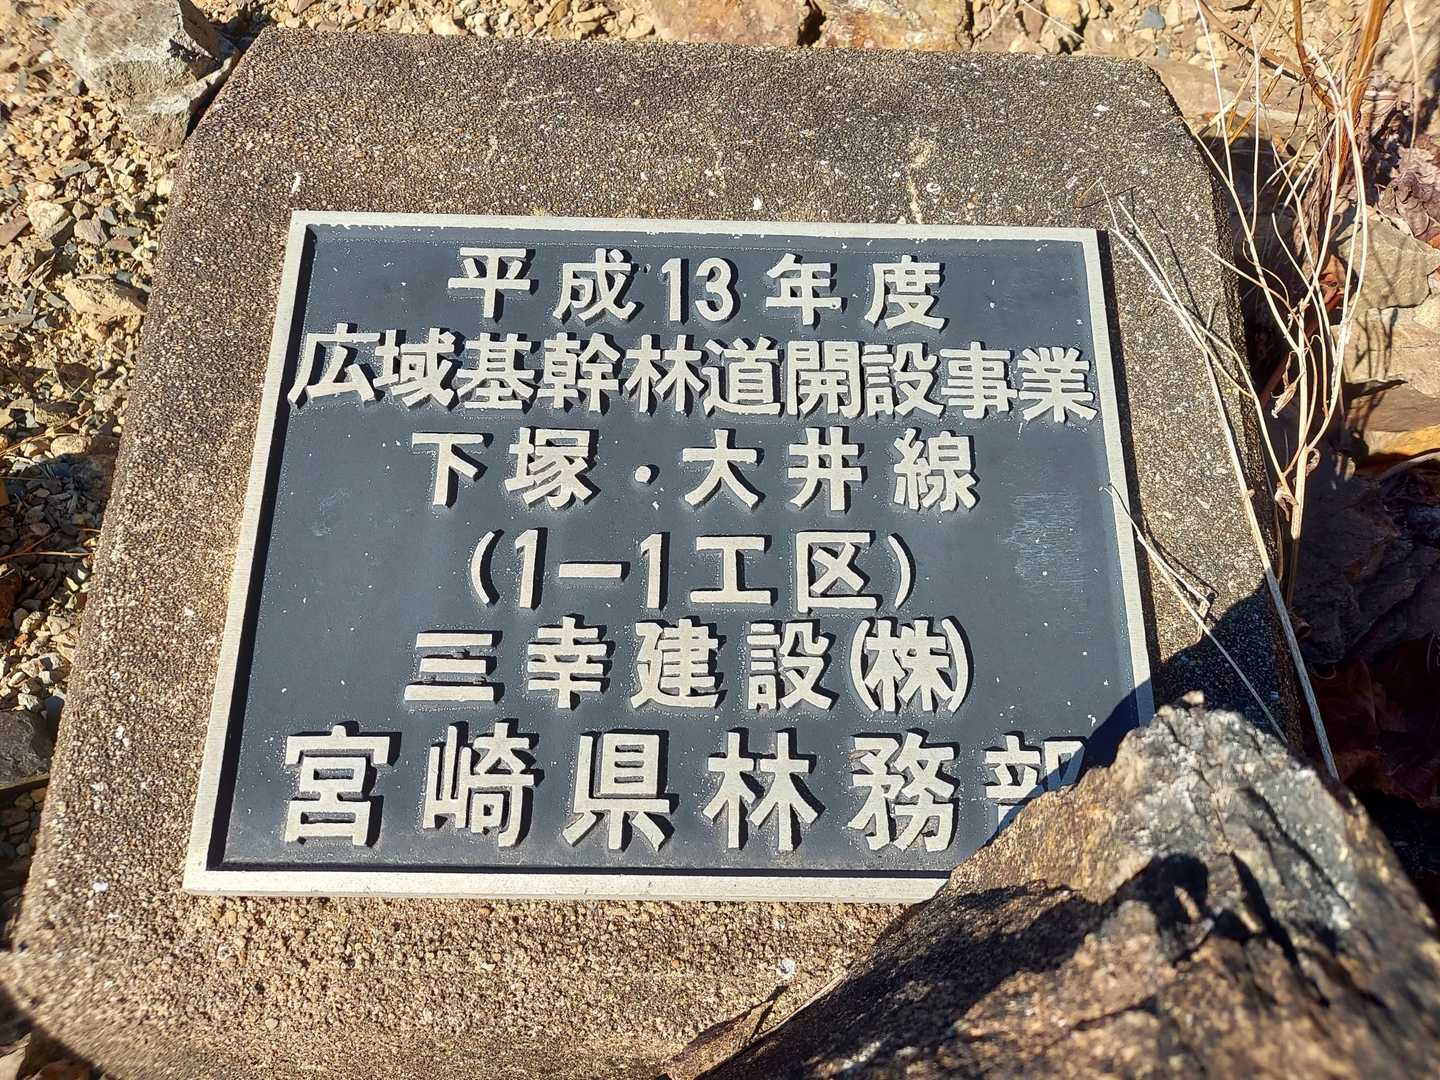 平成13年度
広域基幹林道開設事業
下塚・大井線
(1-1工区)
三幸建設(株)
宮崎県林務部